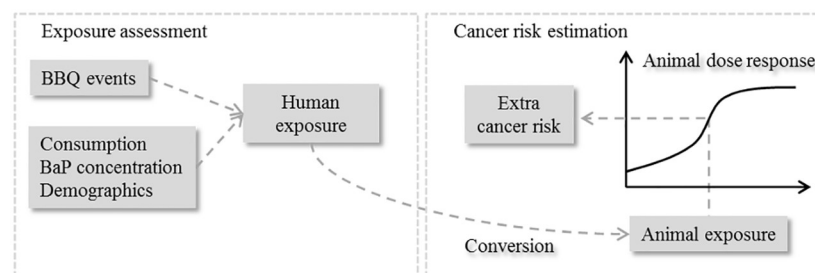 Exposure assessment
BBQ events
Human
exposure
Consumption
BaP concentration
Demographics
Cancer risk estimation
Animal dose response
Extra
cancer risk
Animal exposure
Conversion